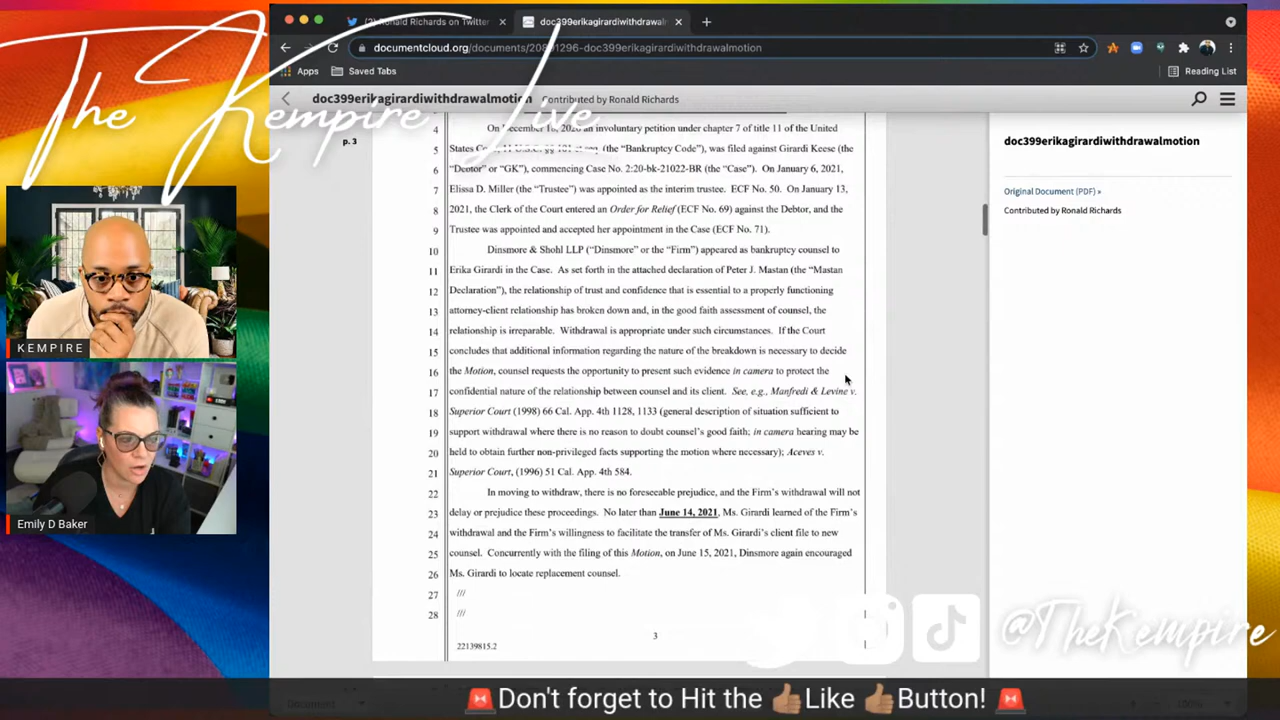 (2) Ronald Richards on Twitter
doc399erikagirardiwithdrawal
documentcloud.org/documents/20891296-doc399erikagirardiwithdrawalmotion
Apps
Saved Tabs
Reading List
The Kempire Live
doc399erikagirardiwithdrawalmotion
Contributed by Ronald Richards
p. 3
4 On December 18, 2020 an involuntary petition under chapter 7 of title 11 of the United
5 States (the “Bankruptcy Code”), was filed against Girardi Keese (the
6 “Debtor” or “GK”), commencing Case No. 2:20-bk-21022-BR (the “Case”). On January 6, 2021,
7 Elissa D. Miller (the “Trustee”) was appointed as the interim trustee. ECF No. 50. On January 13,
8 2021, the Clerk of the Court entered an Order for Relief (ECF No. 69) against the Debtor, and the
9 Trustee was appointed and accepted her appointment in the Case (ECF No. 71).
10 Dinsmore & Shohl LLP (“Dinsmore” or the “Firm”) appeared as bankruptcy counsel to
11 Erika Girardi in the Case. As set forth in the attached declaration of Peter J. Mastan (the “Mastan
12 Declaration”), the relationship of trust and confidence that is essential to a properly functioning
13 attorney-client relationship has broken down and, in the good faith assessment of counsel, the
14 relationship is irreparable. Withdrawal is appropriate under such circumstances. If the Court
15 concludes that additional information regarding the nature of the breakdown is necessary to decide
16 the Motion, counsel requests the opportunity to present such evidence in camera to protect the
17 confidential nature of the relationship between counsel and its client. See, e.g., Manfredi & Levine v.
18 Superior Court (1998) 66 Cal. App. 4th 1128, 1133 (general description of situation sufficient to
19 support withdrawal where there is no reason to doubt counsel’s good faith; in camera hearing may be
20 held to obtain further non-privileged facts supporting the motion where necessary); Aceves v.
21 Superior Court, (1996) 51 Cal. App. 4th 584.
22 In moving to withdraw, there is no foreseeable prejudice, and the Firm’s withdrawal will not
23 delay or prejudice these proceedings. No later than June 14, 2021, Ms. Girardi learned of the Firm’s
24 withdrawal and the Firm’s willingness to facilitate the transfer of Ms. Girardi’s client file to new
25 counsel. Concurrently with the filing of this Motion, on June 15, 2021, Dinsmore again encouraged
26 Ms. Girardi to locate replacement counsel.
27 ///
28 ///
3
22139815.2
doc399erikagirardiwithdrawalmotion
Original Document (PDF) »
Contributed by Ronald Richards
KEMPIRE
Emily D Baker
@TheKempire
Document
100%
🚨Don't forget to Hit the 👍🏽Like 👍🏽Button! 🚨